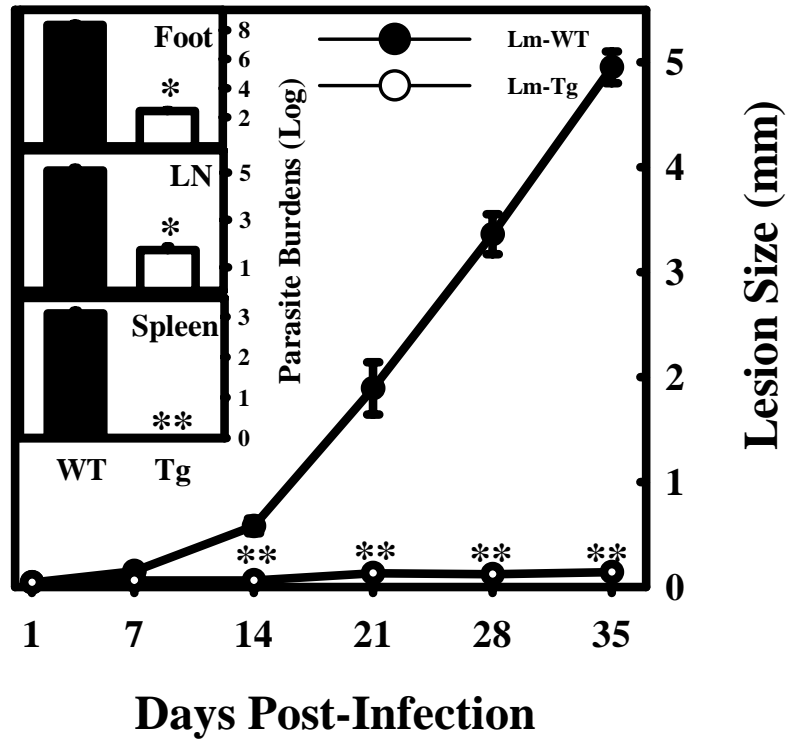 Foot
8
6
4
2
*
LN
5
3
1
*
Spleen
3
2
1
0
**
WT Tg
Parasite Burdens (Log)
Lm-WT
Lm-Tg
5
4
3
2
1
0
Lesion Size (mm)
** ** ** **
1 7 14 21 28 35
Days Post-Infection